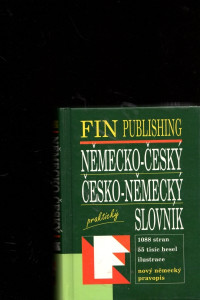 FIN PUBLISHING
NĚMECKO-ČESKÝ
ČESKO-NĚMECKÝ
praktický
SLOVNÍK
1088 stran
55 tisíc hesel
ilustrace
nový německý
pravopis